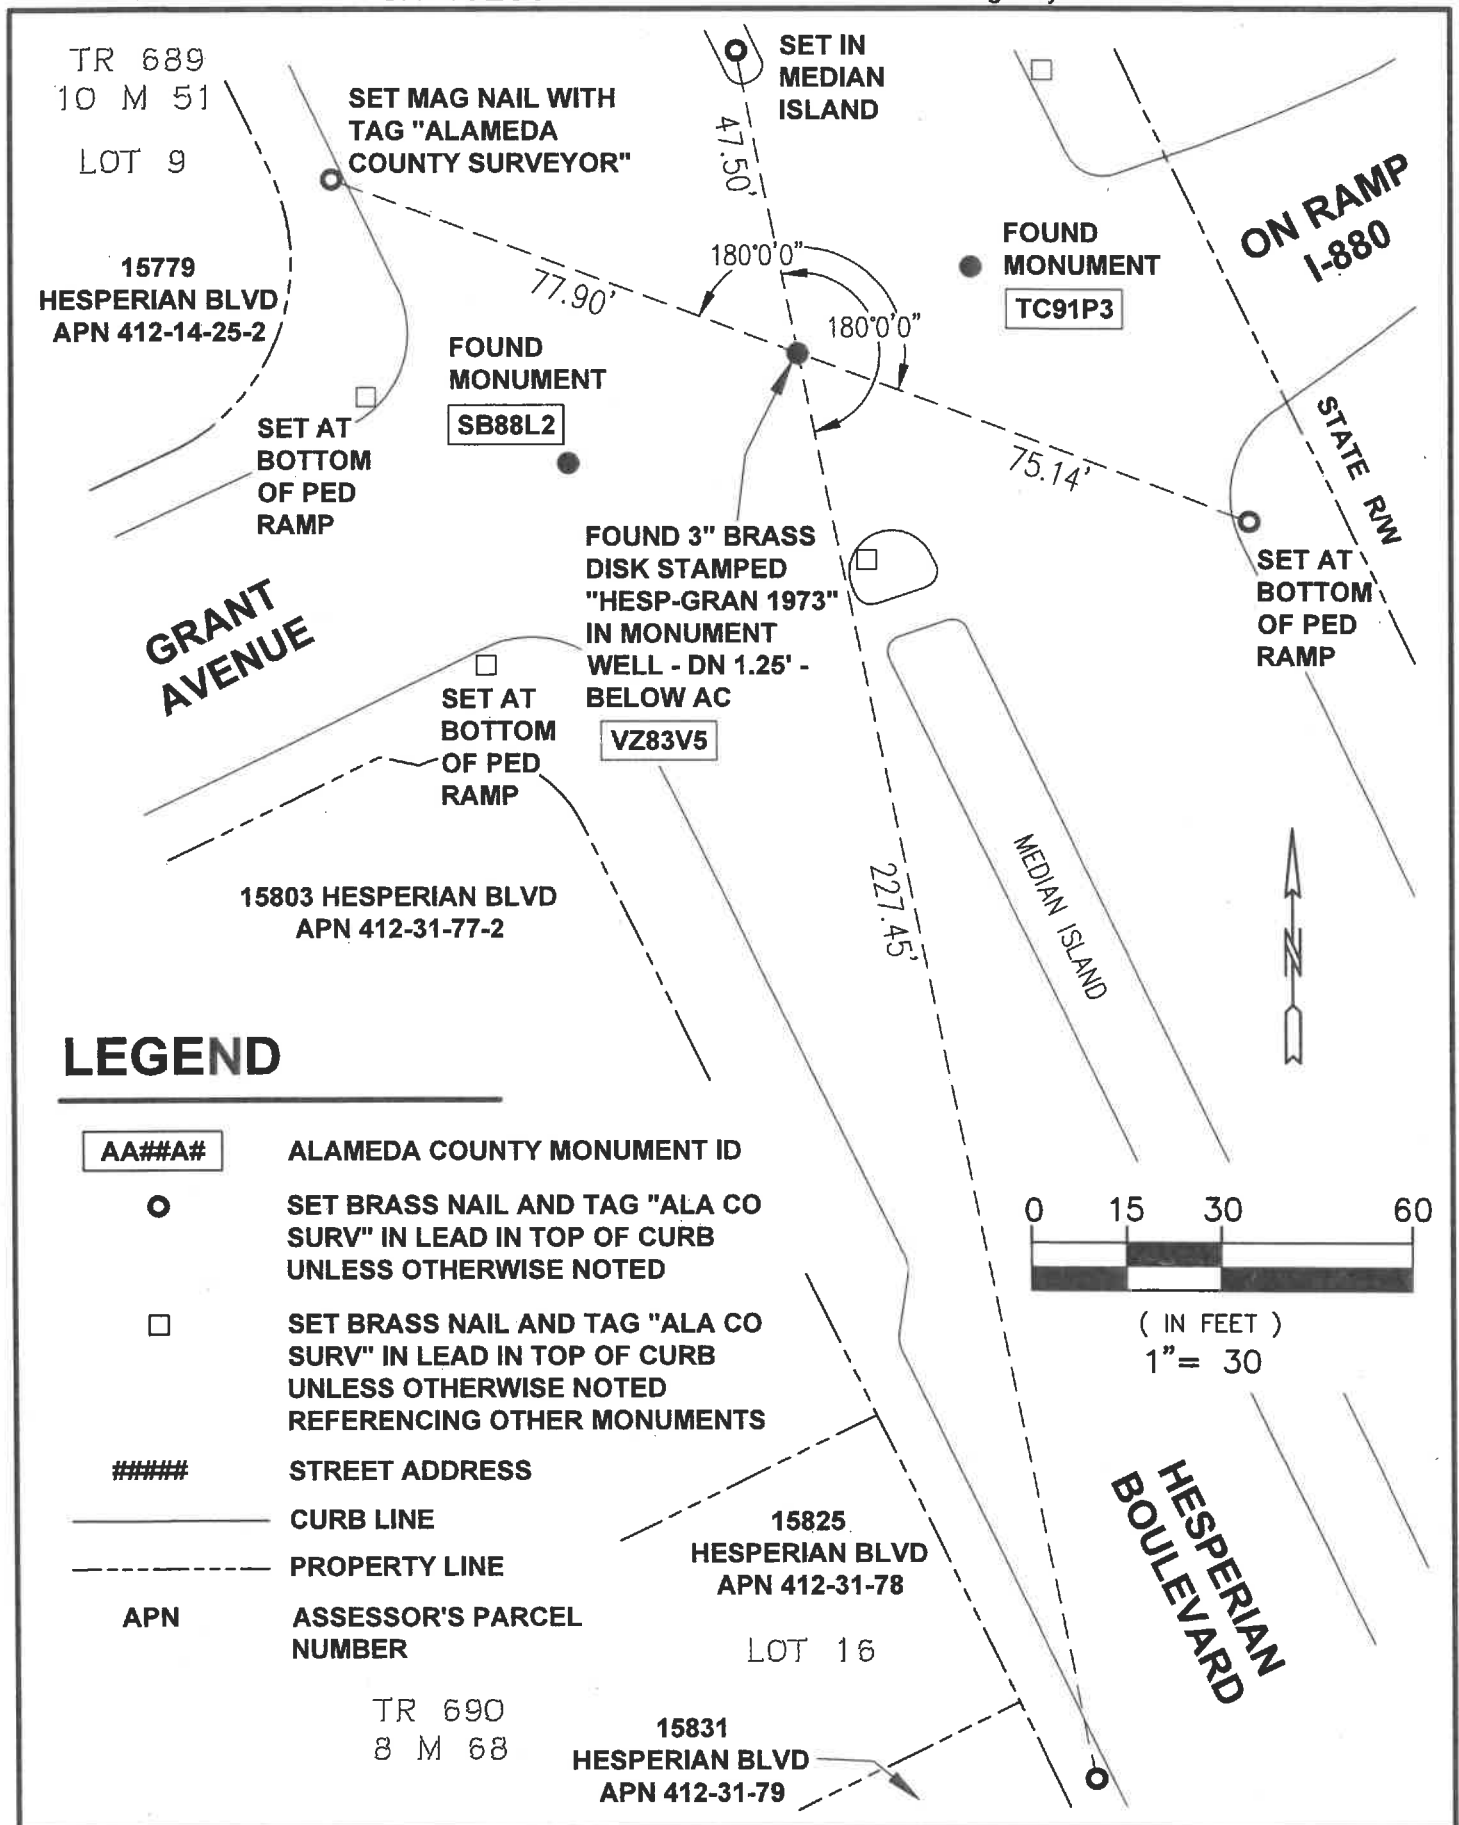 TR 689
10 M 51
LOT 9
SET MAG NAIL WITH
TAG "ALAMEDA
COUNTY SURVEYOR"
SET IN
MEDIAN
ISLAND
47.50'
ON RAMP
I-880
15779
HESPERIAN BLVD
APN 412-14-25-2
77.90'
180°0'0"
180°0'0"
FOUND
MONUMENT
TC91P3
FOUND
MONUMENT
SB88L2
SET AT
BOTTOM
OF PED
RAMP
75.14'
STATE R/W
SET AT
BOTTOM
OF PED
RAMP
FOUND 3" BRASS
DISK STAMPED
"HESP-GRAN 1973"
IN MONUMENT
WELL - DN 1.25' -
BELOW AC
VZ83V5
GRANT
AVENUE
SET AT
BOTTOM
OF PED
RAMP
15803 HESPERIAN BLVD
APN 412-31-77-2
227.45'
MEDIAN ISLAND
N
LEGEND
AA##A# ALAMEDA COUNTY MONUMENT ID
SET BRASS NAIL AND TAG "ALA CO
SURV" IN LEAD IN TOP OF CURB
UNLESS OTHERWISE NOTED
SET BRASS NAIL AND TAG "ALA CO
SURV" IN LEAD IN TOP OF CURB
UNLESS OTHERWISE NOTED
REFERENCING OTHER MONUMENTS
##### STREET ADDRESS
CURB LINE
PROPERTY LINE
APN ASSESSOR'S PARCEL
NUMBER
0 15 30 60
( IN FEET )
1"= 30
15825
HESPERIAN BLVD
APN 412-31-78
LOT 16
HESPERIAN
BOULEVARD
TR 690
8 M 68
15831
HESPERIAN BLVD
APN 412-31-79